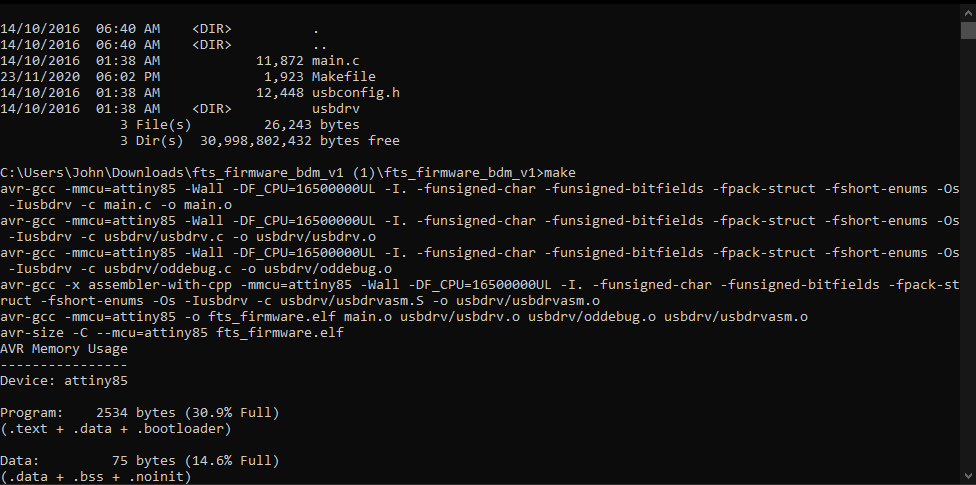 14/10/2016  06:40 AM    <DIR>          .
14/10/2016  06:40 AM    <DIR>          ..
14/10/2016  01:38 AM            11,872 main.c
23/11/2020  06:02 PM             1,923 Makefile
14/10/2016  01:38 AM            12,448 usbconfig.h
14/10/2016  01:38 AM    <DIR>          usbdrv
               3 File(s)         26,243 bytes
               3 Dir(s)  30,998,802,432 bytes free
C:\Users\John\Downloads\fts_firmware_bdm_v1 (1)\fts_firmware_bdm_v1>make
avr-gcc -mmcu=attiny85 -Wall -DF_CPU=16500000UL -I. -funsigned-char -funsigned-bitfields -fpack-struct -fshort-enums -Os
 -Iusbdrv -c main.c -o main.o
avr-gcc -mmcu=attiny85 -Wall -DF_CPU=16500000UL -I. -funsigned-char -funsigned-bitfields -fpack-struct -fshort-enums -Os
 -Iusbdrv -c usbdrv/usbdrv.c -o usbdrv/usbdrv.o
avr-gcc -mmcu=attiny85 -Wall -DF_CPU=16500000UL -I. -funsigned-char -funsigned-bitfields -fpack-struct -fshort-enums -Os
 -Iusbdrv -c usbdrv/oddebug.c -o usbdrv/oddebug.o
avr-gcc -x assembler-with-cpp -mmcu=attiny85 -Wall -DF_CPU=16500000UL -I. -funsigned-char -funsigned-bitfields -fpack-st
ruct -fshort-enums -Os -Iusbdrv -c usbdrv/usbdrvasm.S -o usbdrv/usbdrvasm.o
avr-gcc -mmcu=attiny85 -o fts_firmware.elf main.o usbdrv/usbdrv.o usbdrv/oddebug.o usbdrv/usbdrvasm.o
avr-size -C --mcu=attiny85 fts_firmware.elf
AVR Memory Usage
----------------
Device: attiny85
Program:    2534 bytes (30.9% Full)
(.text + .data + .bootloader)
Data:         75 bytes (14.6% Full)
(.data + .bss + .noinit)